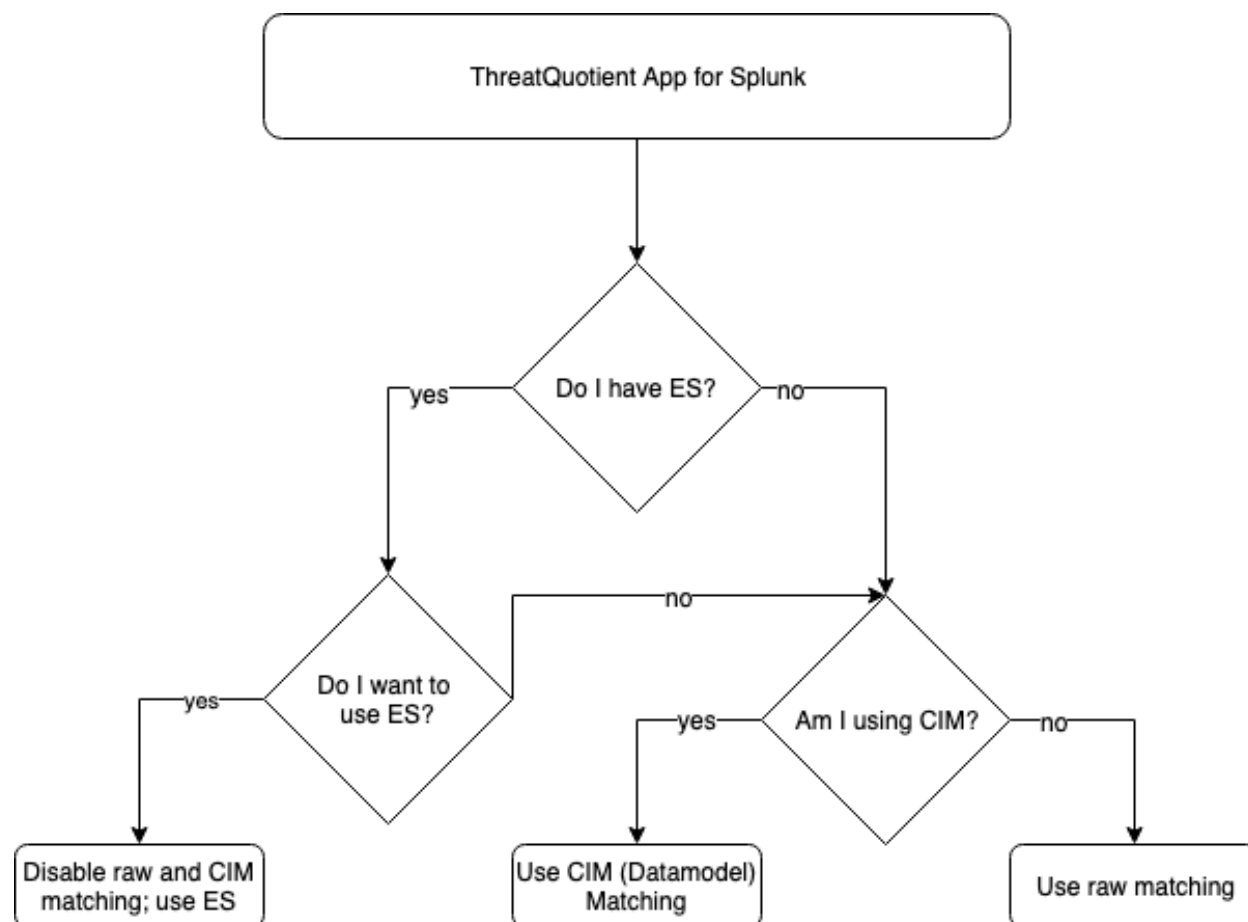 ThreatQuotient App for Splunk
Do I have ES?
yes
no
no
Do I want to
use ES?
yes
Am I using CIM?
yes
no
Disable raw and CIM
matching; use ES
Use CIM (Datamodel)
Matching
Use raw matching